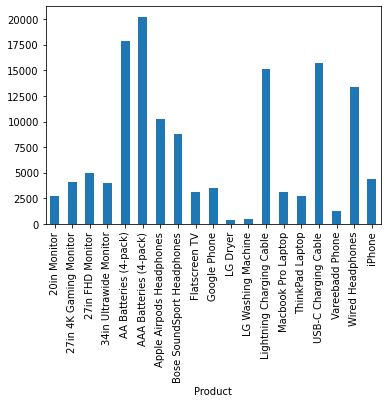 20000
17500
15000
12500
10000
7500
5000
2500
0
20in Monitor
27in 4K Gaming Monitor
27in FHD Monitor
34in Ultrawide Monitor
AA Batteries (4-pack)
AAA Batteries (4-pack)
Apple Airpods Headphones
Bose SoundSport Headphones
Flatscreen TV
Google Phone
LG Dryer
LG Washing Machine
Lightning Charging Cable
Macbook Pro Laptop
ThinkPad Laptop
USB-C Charging Cable
Vareebadd Phone
Wired Headphones
iPhone
Product